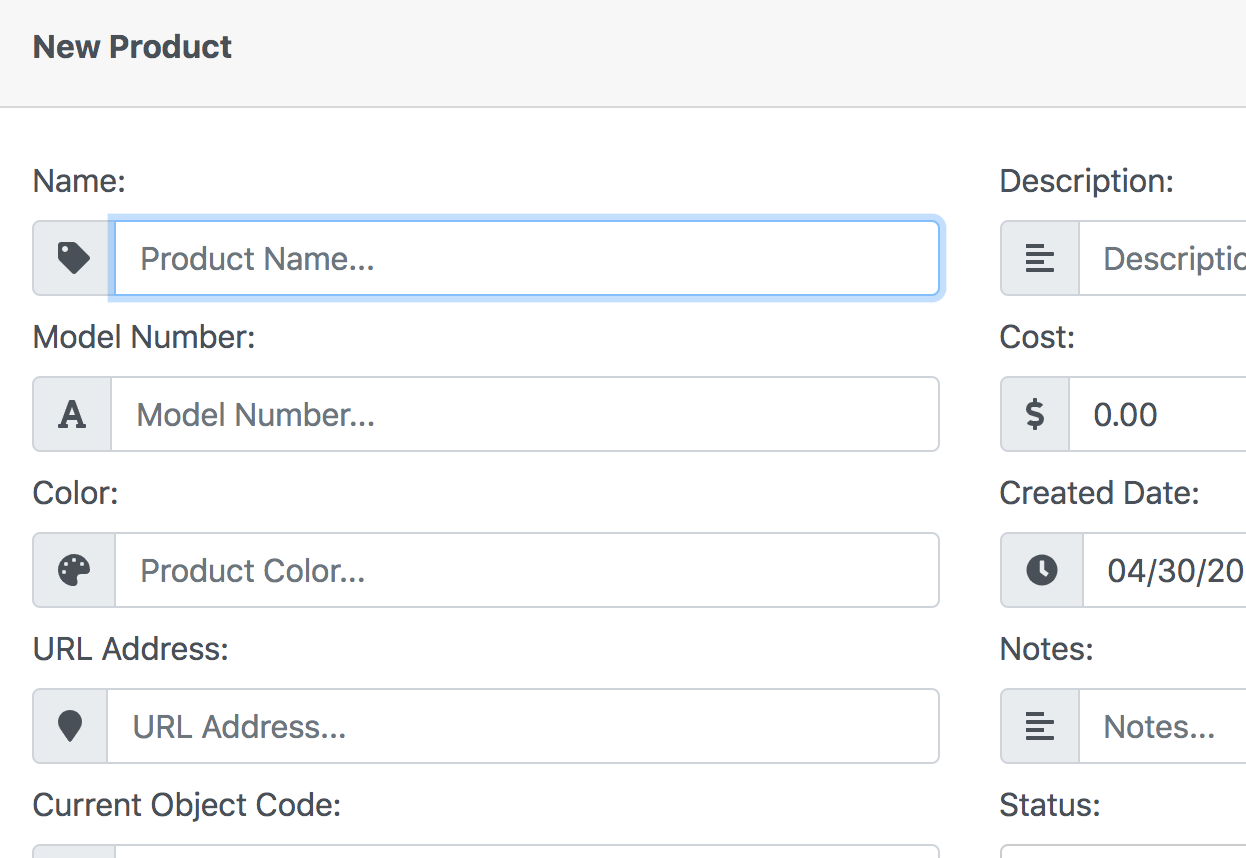 New Product
Name:
Description:
Product Name...
Descriptio
Model Number:
Cost:
Model Number...
$ 0.00
Color:
Created Date:
Product Color...
04/30/20
URL Address:
Notes:
URL Address...
Notes...
Current Object Code:
Status: